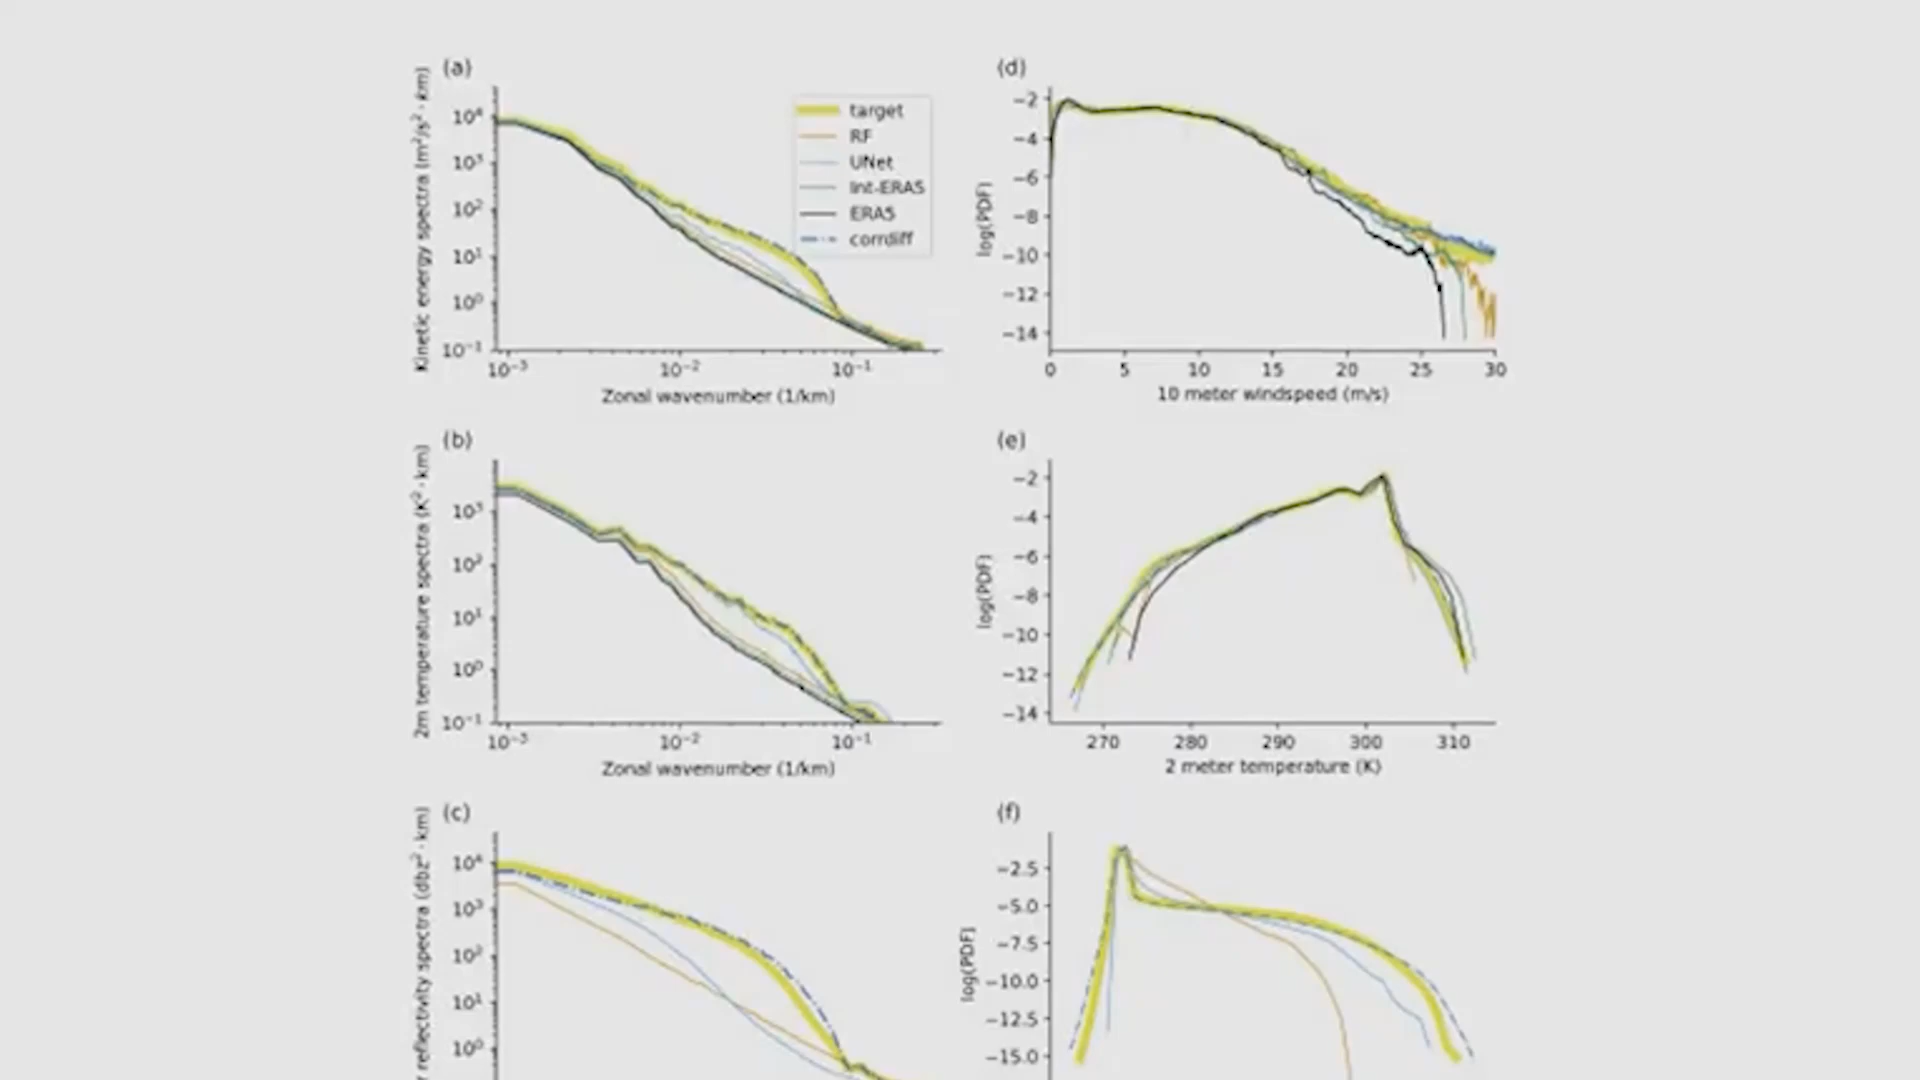 (a)
Kinetic energy spectra (m²/s² · km)
10⁴
10³
10²
10¹
10⁰
10⁻¹
10⁻³ 10⁻² 10⁻¹
Zonal wavenumber (1/km)
target
RF
UNet
Int-ERA5
ERA5
corrdiff
(d)
log(PDF)
−2
−4
−6
−8
−10
−12
−14
0 5 10 15 20 25 30
10 meter windspeed (m/s)
(b)
2m temperature spectra (K² · km)
10³
10²
10¹
10⁰
10⁻¹
10⁻³ 10⁻² 10⁻¹
Zonal wavenumber (1/km)
(e)
log(PDF)
−2
−4
−6
−8
−10
−12
−14
270 280 290 300 310
2 meter temperature (K)
(c)
r reflectivity spectra (dbz² · km)
10⁴
10³
10²
10¹
10⁰
(f)
log(PDF)
−2.5
−5.0
−7.5
−10.0
−12.5
−15.0